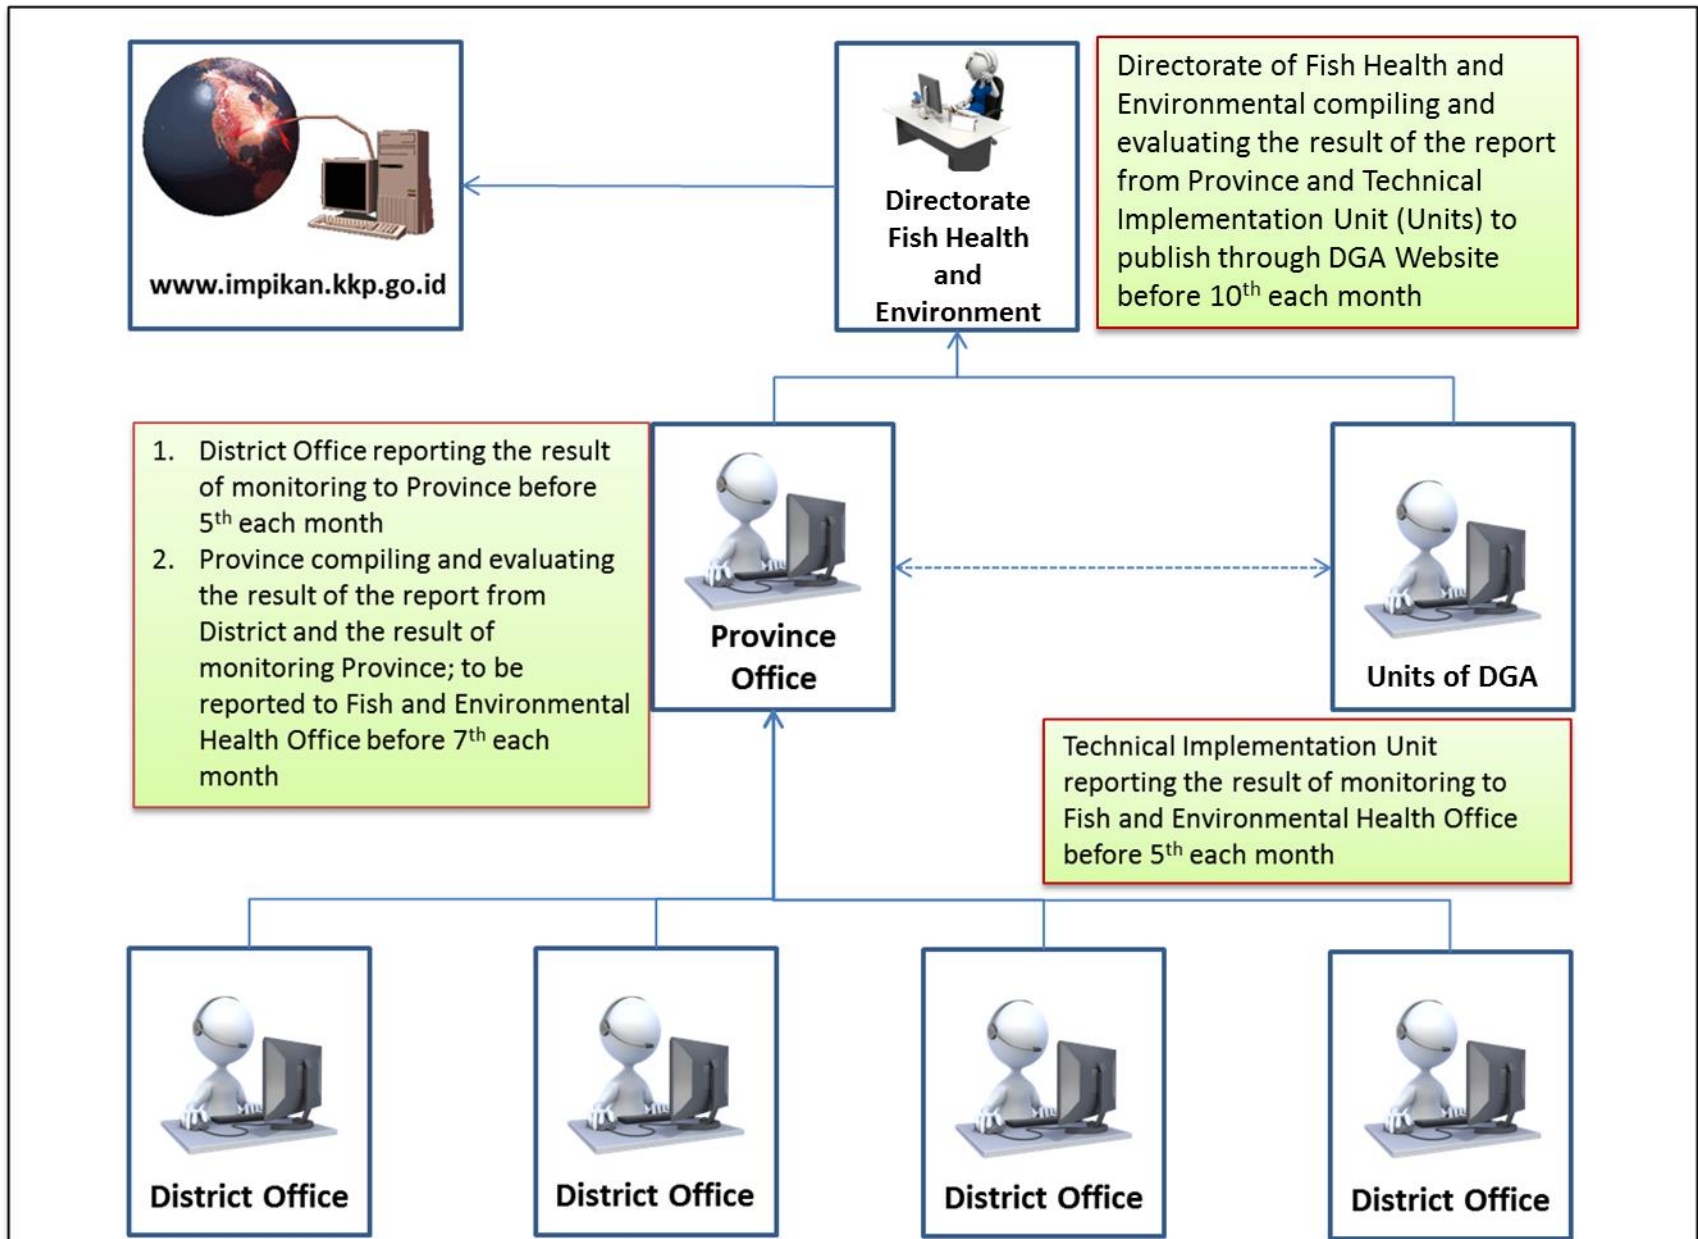 www.impikan.kkp.go.id
Directorate
Fish Health
and
Environment
Directorate of Fish Health and
Environmental compiling and
evaluating the result of the report
from Province and Technical
Implementation Unit (Units) to
publish through DGA Website
before 10th each month
1. District Office reporting the result
of monitoring to Province before
5th each month
2. Province compiling and evaluating
the result of the report from
District and the result of
monitoring Province; to be
reported to Fish and Environmental
Health Office before 7th each
month
Province
Office
Units of DGA
Technical Implementation Unit
reporting the result of monitoring to
Fish and Environmental Health Office
before 5th each month
District Office
District Office
District Office
District Office